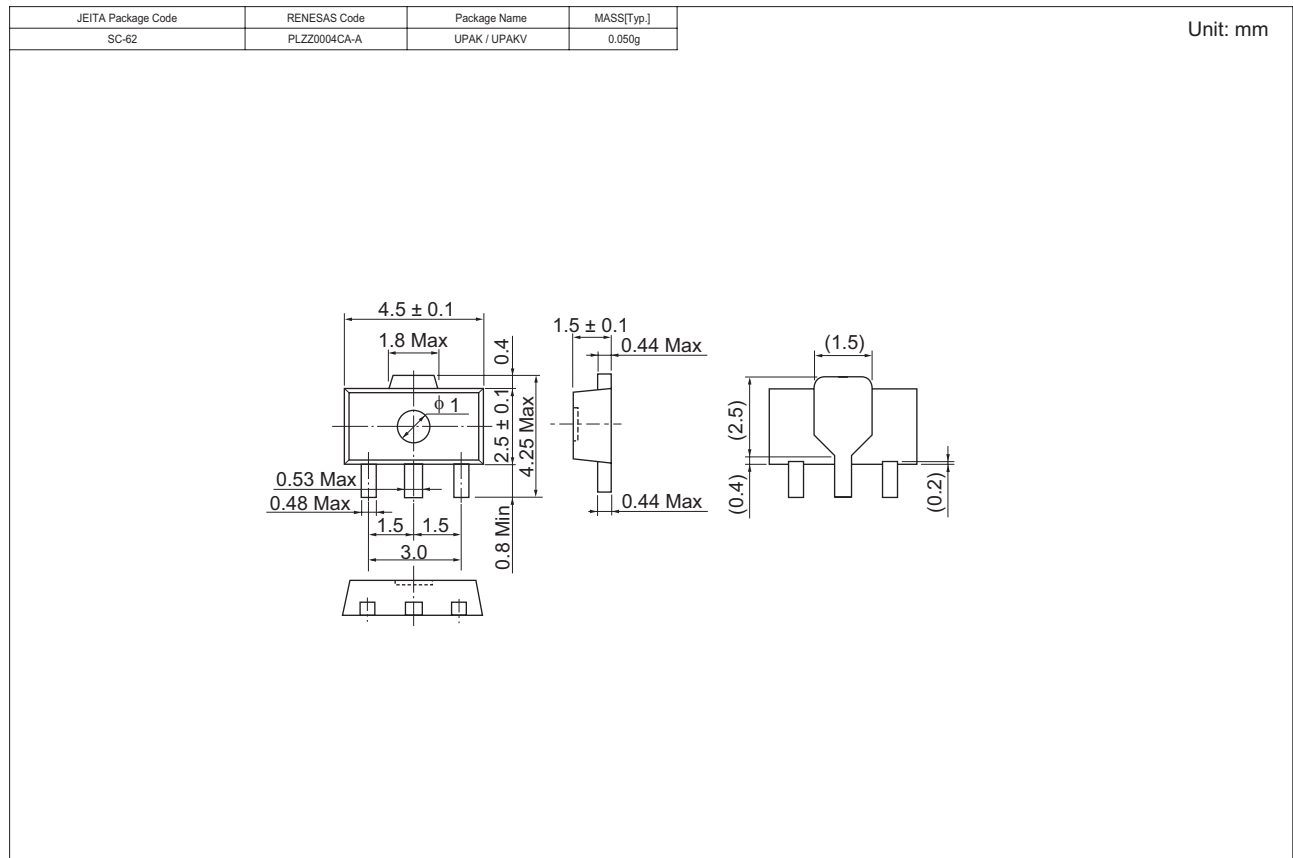 JEITA Package Code RENESAS Code Package Name MASS[Typ.]
SC-62 PLZZ0004CA-A UPAK / UPAKV 0.050g
Unit: mm
4.5 ± 0.1
1.8 Max
0.4
ϕ 1
2.5 ± 0.1
4.25 Max
0.53 Max
0.48 Max
1.5
1.5
3.0
0.8 Min
1.5 ± 0.1
0.44 Max
0.44 Max
(1.5)
(2.5)
(0.4)
(0.2)